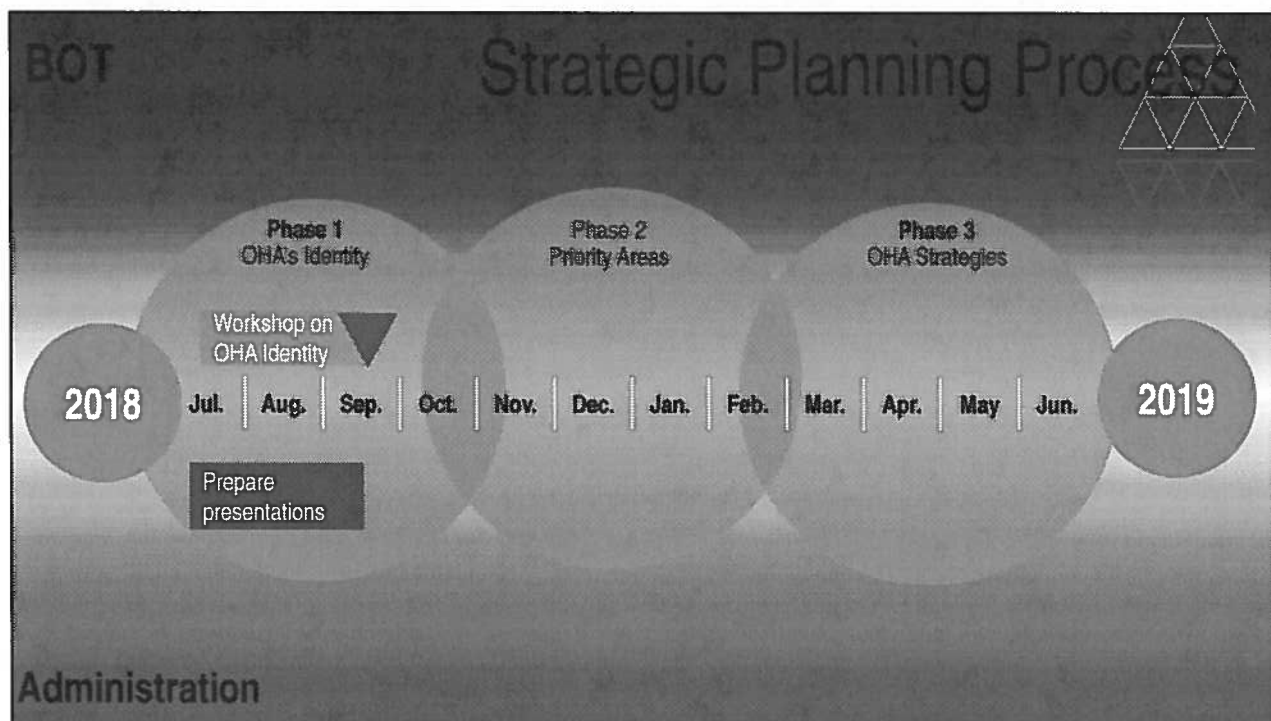 BOT
Strategic Planning Process
Phase 1
OHA's Identity
Phase 2
Priority Areas
Phase 3
OHA Strategies
Workshop on
OHA Identity
2018
Jul.
Aug.
Sep.
Oct.
Nov.
Dec.
Jan.
Feb.
Mar.
Apr.
May
Jun.
2019
Prepare
presentations
Administration